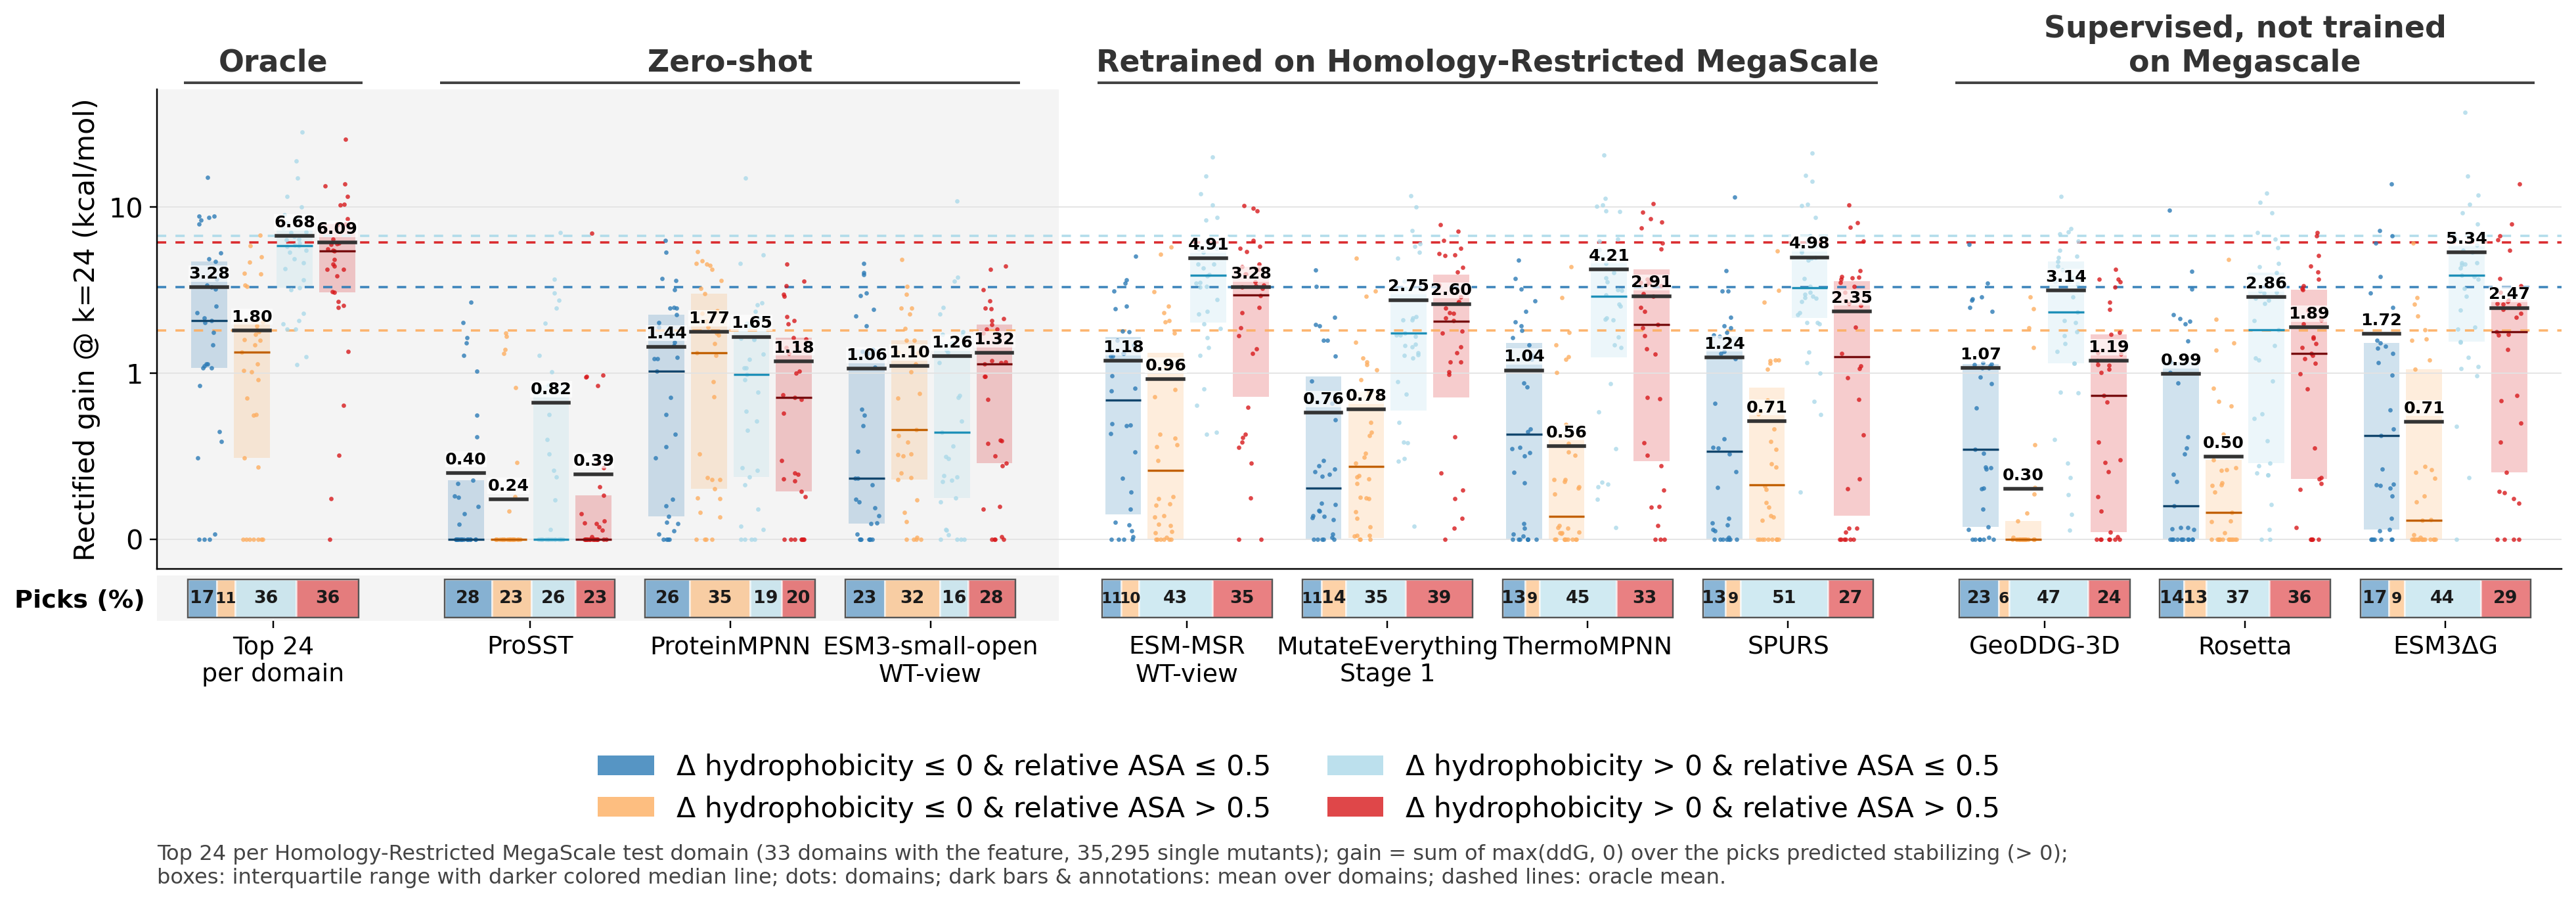 Supervised, not trained
Oracle Zero-shot Retrained on Homology-Restricted MegaScale on Megascale
Rectified gain @ k=24 (kcal/mol)
10
1
0
3.28 1.80 6.68 6.09
0.40 0.24 0.82 0.39
1.44 1.77 1.65 1.18
1.06 1.10 1.26 1.32
1.18 0.96 4.91 3.28
0.76 0.78 2.75 2.60
1.04 0.56 4.21 2.91
1.24 0.71 4.98 2.35
1.07 0.30 3.14 1.19
0.99 0.50 2.86 1.89
1.72 0.71 5.34 2.47
Picks (%)
17 11 36 36
28 23 26 23
26 35 19 20
23 32 16 28
11 10 43 35
11 14 35 39
13 9 45 33
13 9 51 27
23 6 47 24
14 13 37 36
17 9 44 29
Top 24
per domain
ProSST
ProteinMPNN
ESM3-small-open
WT-view
ESM-MSR
WT-view
MutateEverything
Stage 1
ThermoMPNN
SPURS
GeoDDG-3D
Rosetta
ESM3ΔG
Δ hydrophobicity ≤ 0 & relative ASA ≤ 0.5
Δ hydrophobicity ≤ 0 & relative ASA > 0.5
Δ hydrophobicity > 0 & relative ASA ≤ 0.5
Δ hydrophobicity > 0 & relative ASA > 0.5
Top 24 per Homology-Restricted MegaScale test domain (33 domains with the feature, 35,295 single mutants); gain = sum of max(ddG, 0) over the picks predicted stabilizing (> 0);
boxes: interquartile range with darker colored median line; dots: domains; dark bars & annotations: mean over domains; dashed lines: oracle mean.